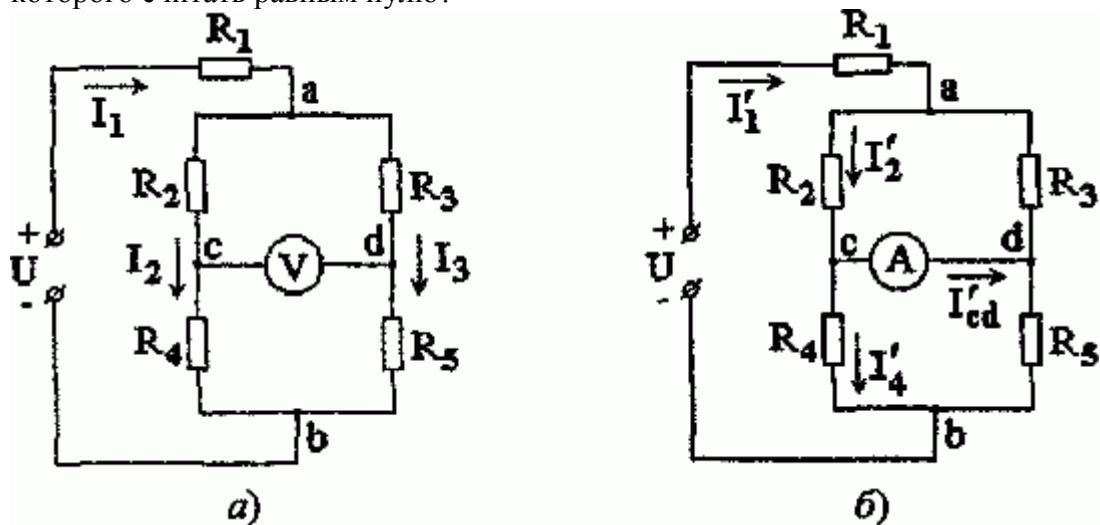 которого считать равным нулю?
R1
R1
a
a
I1
I'1
R2
R3
R2
I'2
R3
+
U
-
c
d
V
I2
I3
+
U
-
c
d
A
I'cd
R4
R5
R4
I'4
R5
b
b
а)
б)